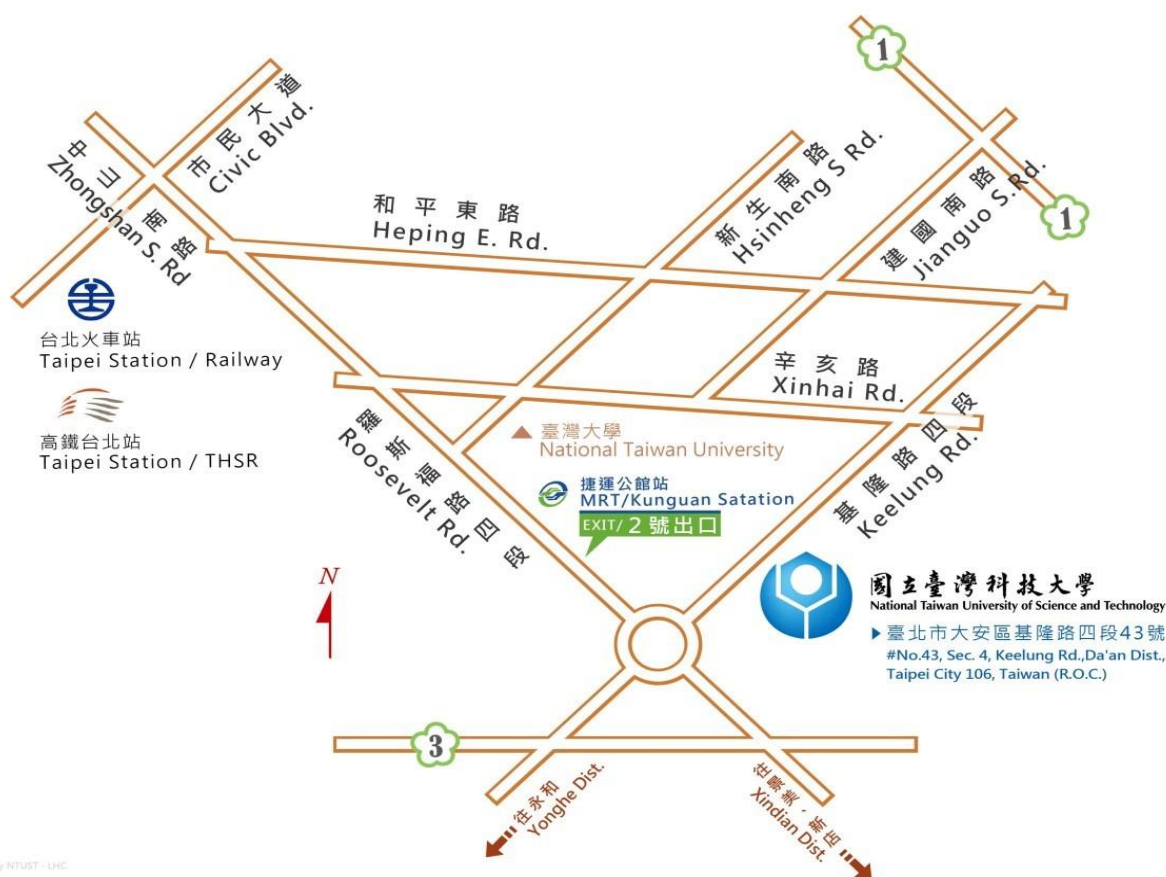 1
市民大道
Civic Blvd.
中山南路
Zhongshan S. Rd
和平東路
Heping E. Rd.
新生南路
Hsinheng S Rd.
建國南路
Jianguo S.Rd.
1
台北火車站
Taipei Station / Railway
高鐵台北站
Taipei Station / THSR
辛亥路
Xinhai Rd.
羅斯福路四段
Roosevelt Rd.
臺灣大學
National Taiwan University
捷運公館站
MRT/Kunguan Satation
EXIT/ 2 號出口
基隆路四段
Keelung Rd.
N
國立臺灣科技大學
National Taiwan University of Science and Technology
臺北市大安區基隆路四段43號
#No.43, Sec. 4, Keelung Rd.,Da'an Dist.,
Taipei City 106, Taiwan (R.O.C.)
3
往永和
Yonghe Dist.
往景美、新店
Xindian Dist.
y NTUST - LHC.